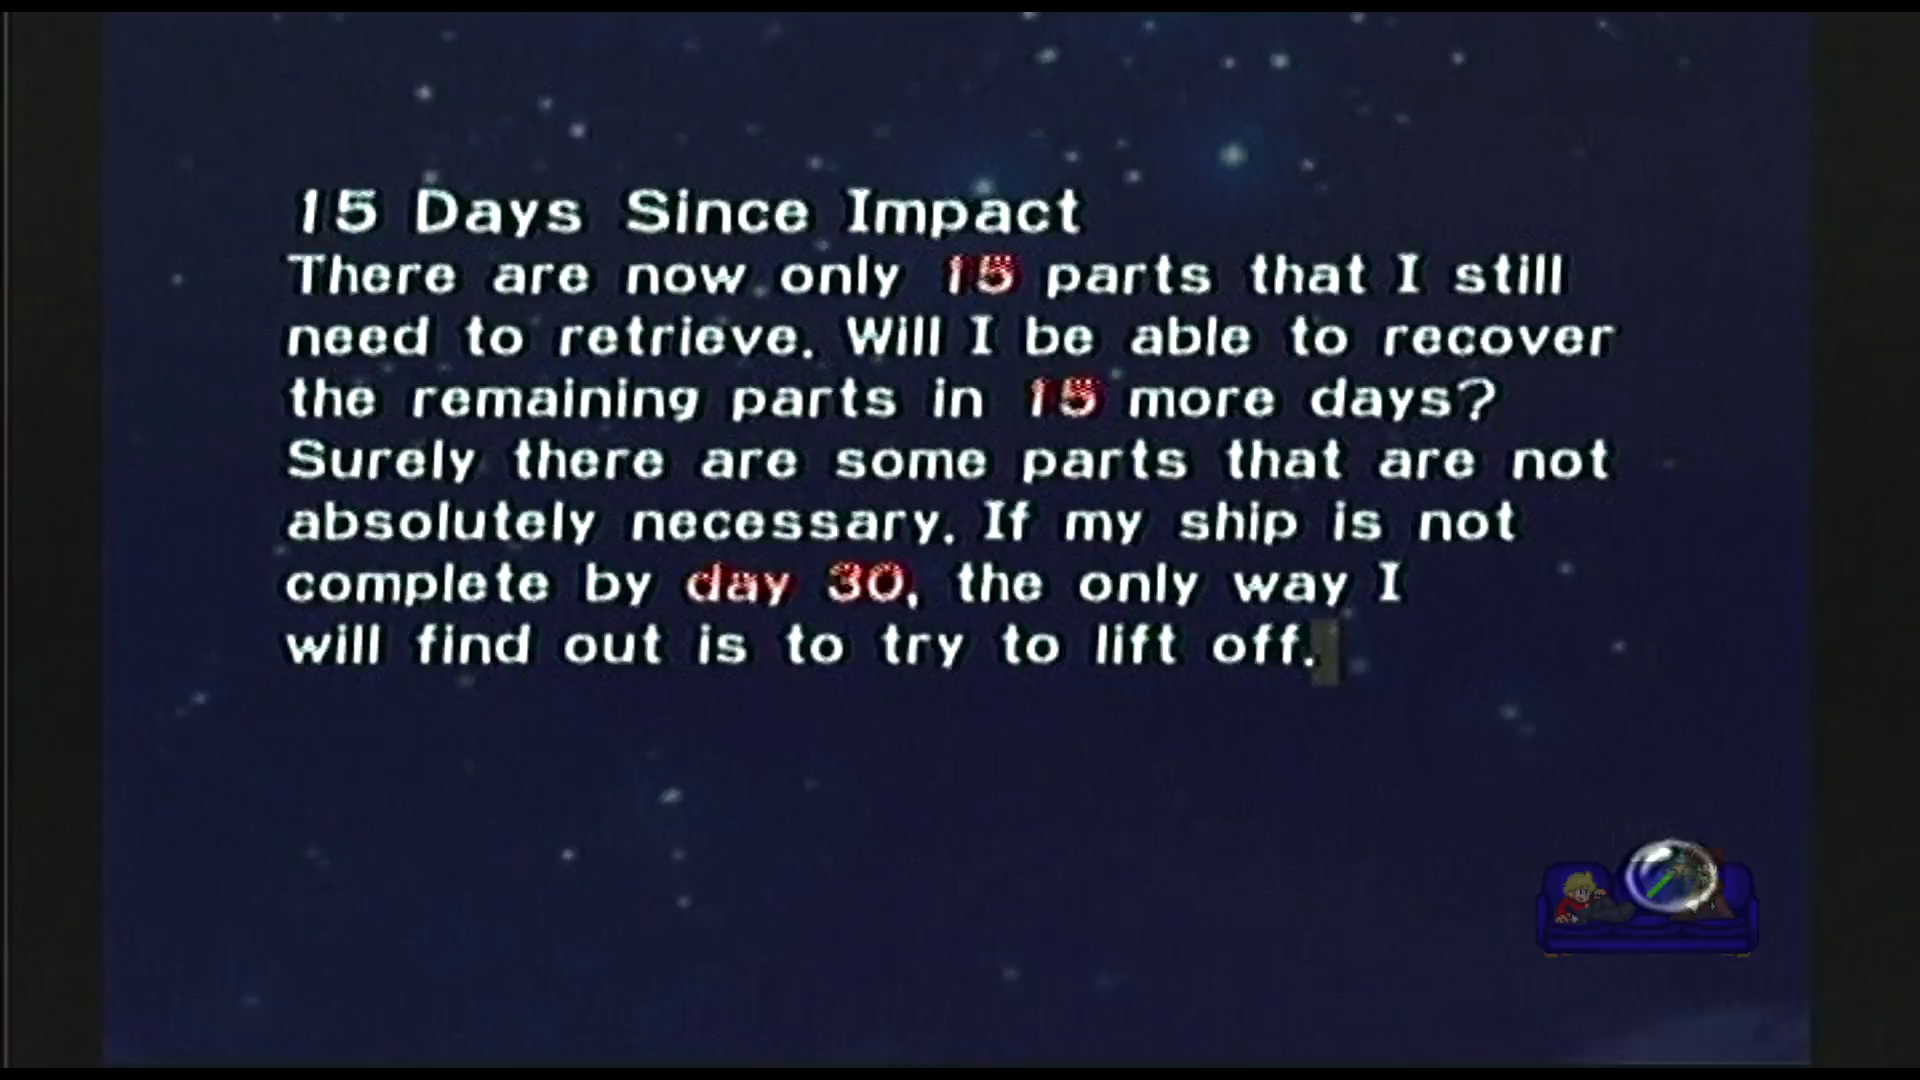 15 Days Since Impact
There are now only 15 parts that I still
need to retrieve. Will I be able to recover
the remaining parts in 15 more days?
Surely there are some parts that are not
absolutely necessary. If my ship is not
complete by day 30, the only way I
will find out is to try to lift off.